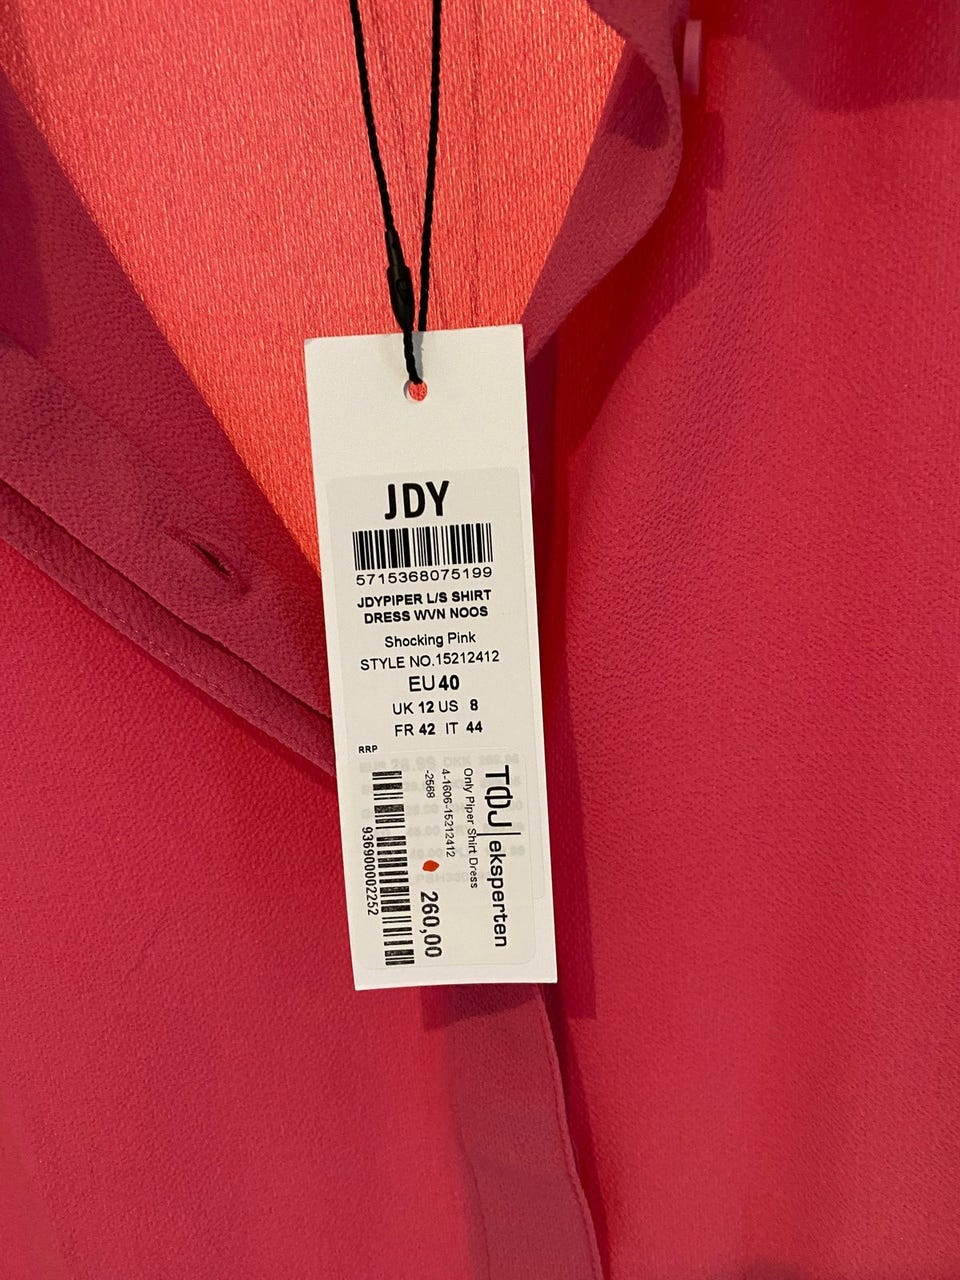 JDY
5715368075199
JDYPIPER L/S SHIRT
DRESS WVN NOOS
Shocking Pink
STYLE NO.15212412
EU 40
UK 12 US 8
FR 42 IT 44
RRP
TØJ|eksperten
Only Piper Shirt Dress
4-1606-15212412
-2568
260,00
936900002252